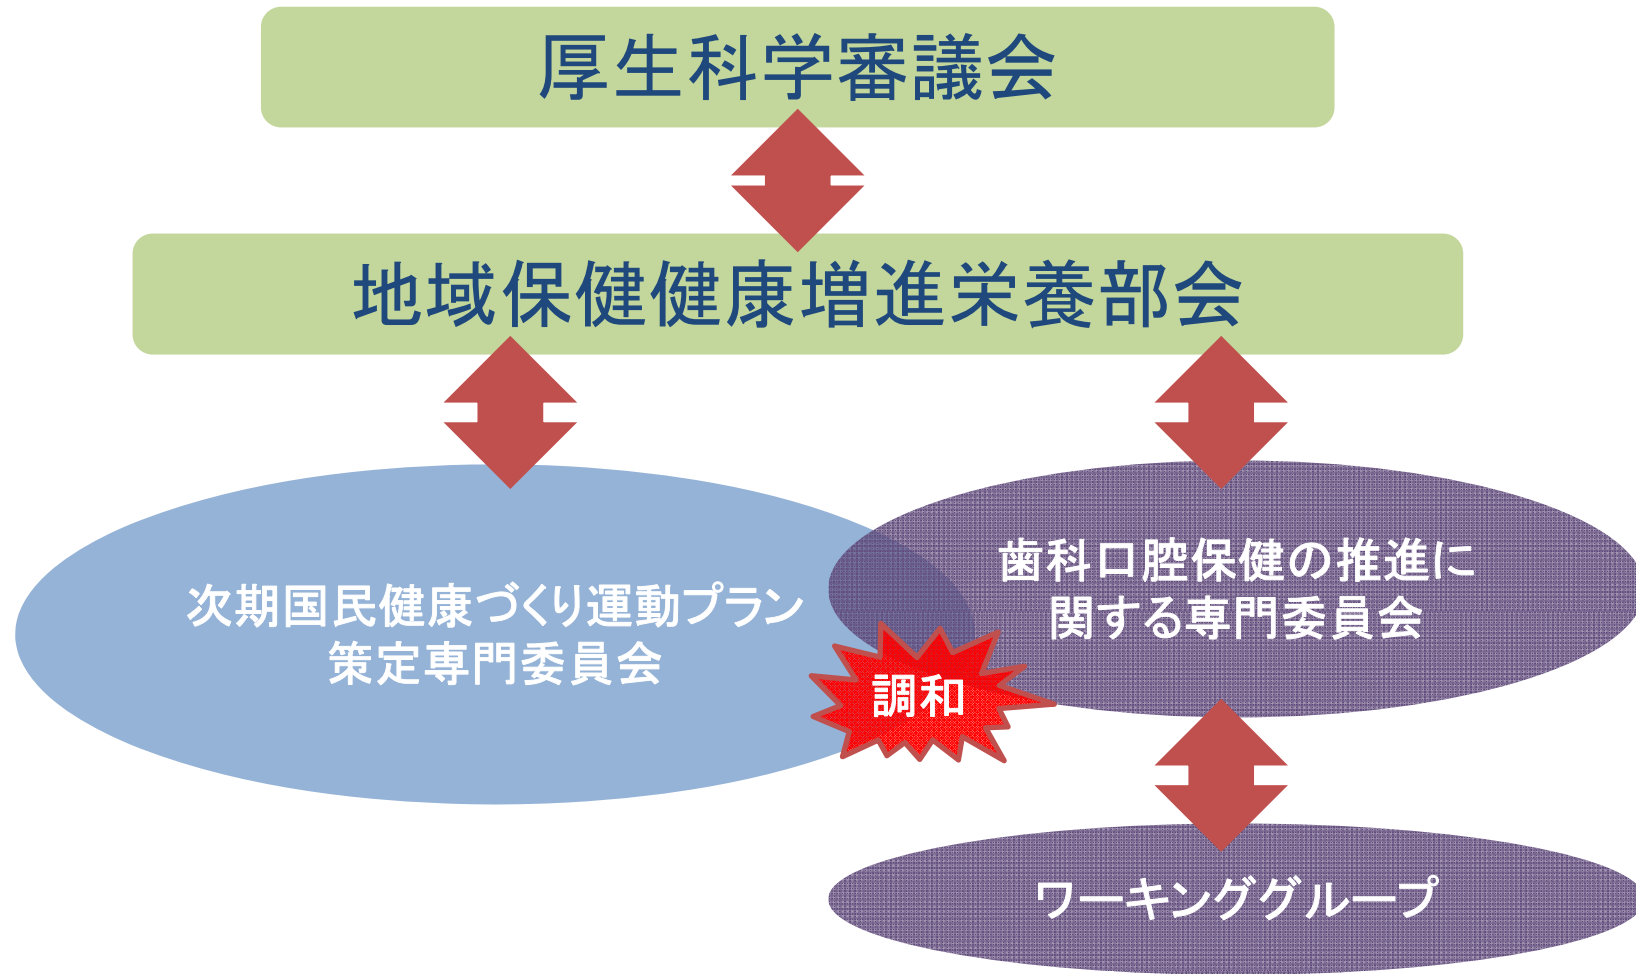 厚生科学審議会
地域保健健康増進栄養部会
次期国民健康づくり運動プラン
策定専門委員会
歯科口腔保健の推進に
関する専門委員会
調和
ワーキンググループ